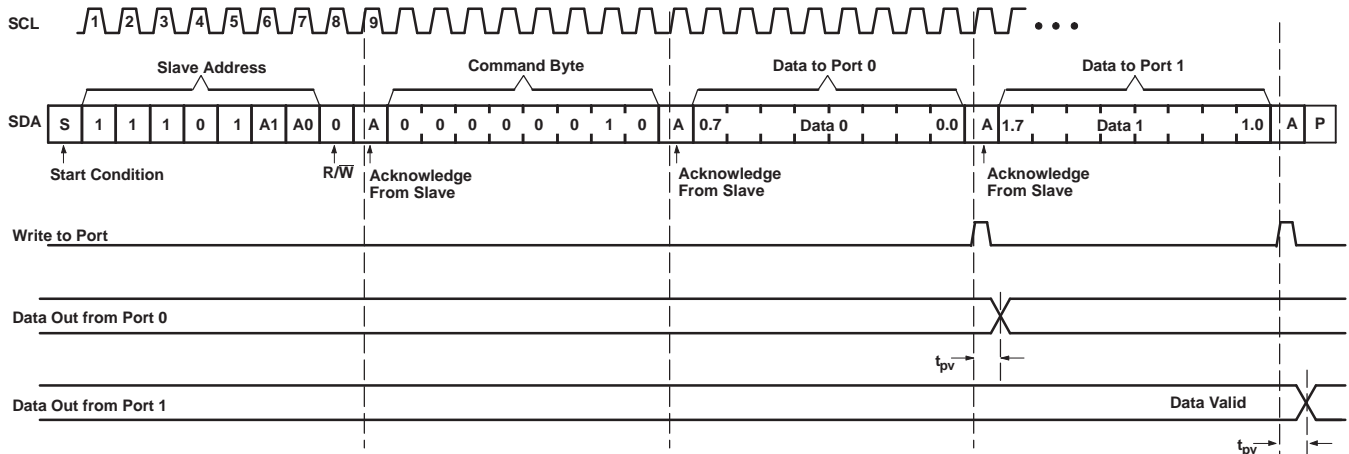 SCL 1 2 3 4 5 6 7 8 9
Slave Address Command Byte Data to Port 0 Data to Port 1
SDA S 1 1 1 0 1 A1 A0 0 A 0 0 0 0 0 0 1 0 A 0.7 Data 0 0.0 A 1.7 Data 1 1.0 A P
Start Condition R/W̅ Acknowledge From Slave Acknowledge From Slave Acknowledge From Slave
Write to Port
Data Out from Port 0
tpv
Data Out from Port 1 Data Valid
tpv